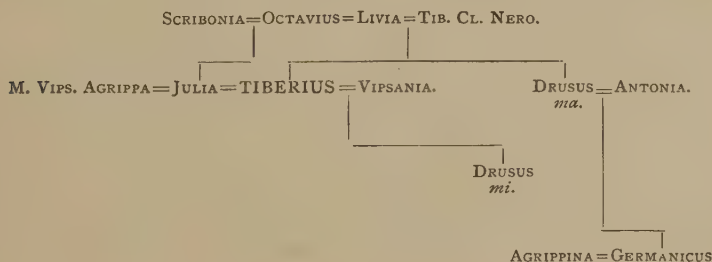 SCRIBONIA=OCTAVIUS=LIVIA=TIB. CL. NERO.
M. VIPS. AGRIPPA=JULIA=TIBERIUS=VIPSANIA. DRUSUS=ANTONIA.
ma.
DRUSUS
mi.
AGRIPPINA=GERMANICUS